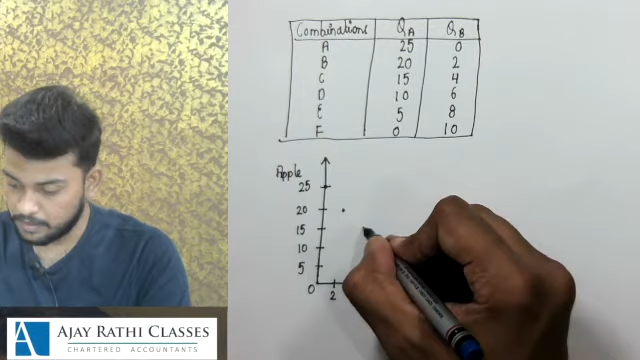 Combinations QA QB
A 25 0
B 20 2
C 15 4
D 10 6
E 5 8
F 0 10
Apple
25
20
15
10
5
0 2
AJAY RATHI CLASSES
CHARTERED ACCOUNTANTS